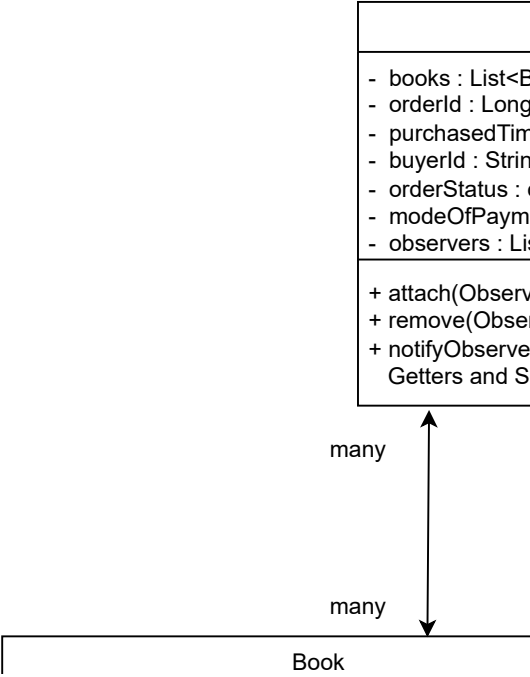 - books : List<B
- orderId : Long
- purchasedTim
- buyerId : Strin
- orderStatus :
- modeOfPaym
- observers : Lis
+ attach(Observ
+ remove(Obser
+ notifyObserve
Getters and S
many
many
Book